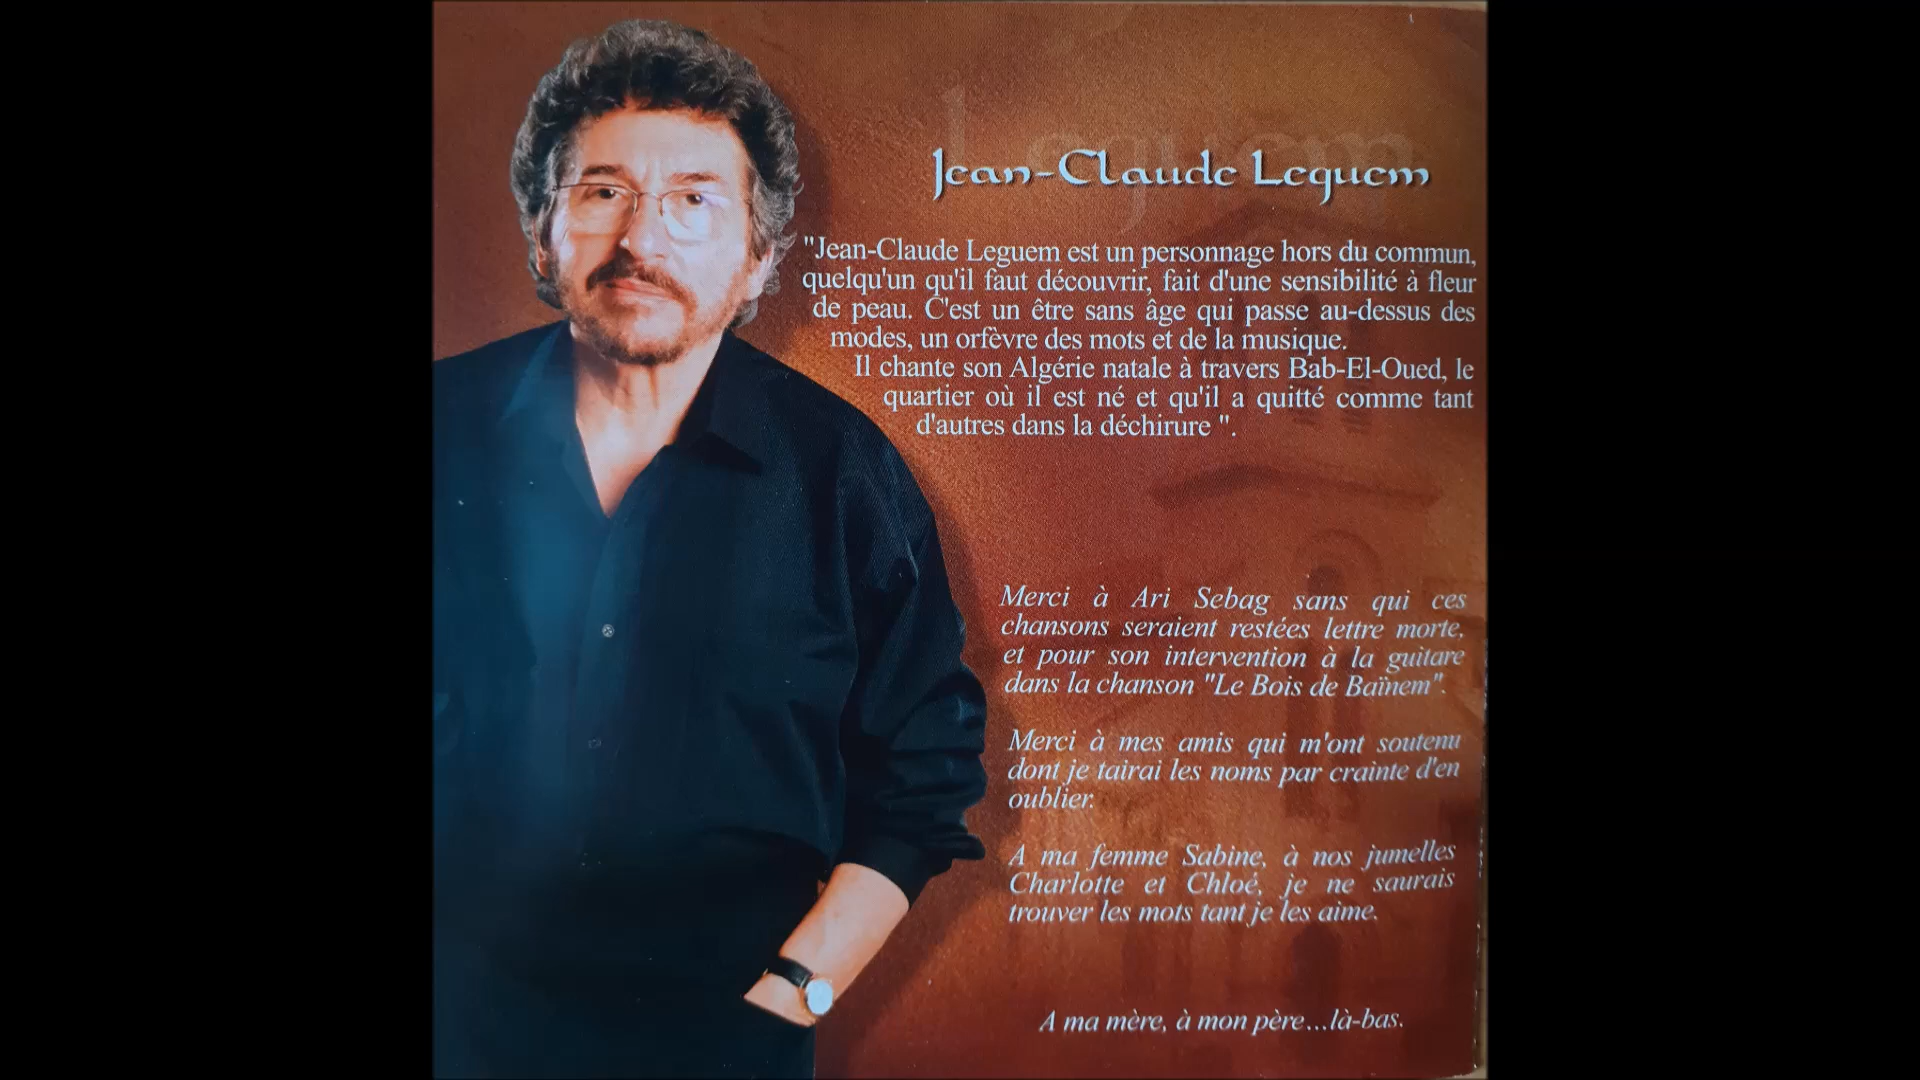 Jean-Claude Leguem
"Jean-Claude Leguem est un personnage hors du commun,
quelqu'un qu'il faut découvrir, fait d'une sensibilité à fleur
de peau. C'est un être sans âge qui passe au-dessus des
modes, un orfèvre des mots et de la musique.
Il chante son Algérie natale à travers Bab-El-Oued, le
quartier où il est né et qu'il a quitté comme tant
d'autres dans la déchirure ".
Merci à Ari Sebag sans qui ces
chansons seraient restées lettre morte,
et pour son intervention à la guitare
dans la chanson "Le Bois de Baïnem".
Merci à mes amis qui m'ont soutenu
dont je tairai les noms par crainte d'en
oublier.
A ma femme Sabine, à nos jumelles
Charlotte et Chloé, je ne saurais
trouver les mots tant je les aime.
A ma mère, à mon père...là-bas.